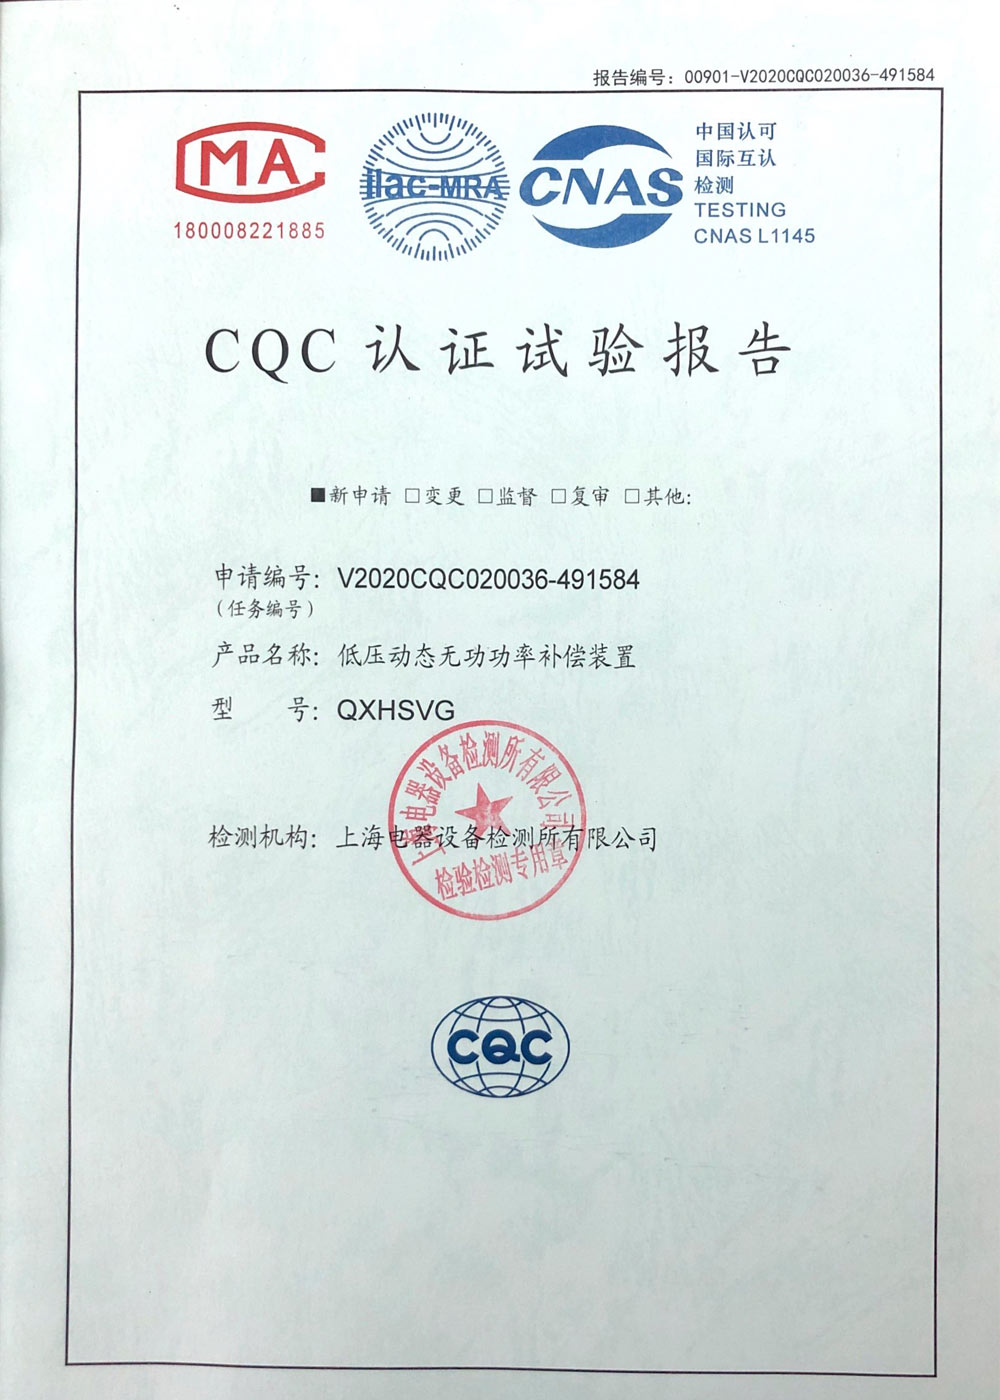 报告编号：00901-V2020CQC020036-491584
MA
180008221885
ilac-MRA
CNAS
中国认可
国际互认
检测
TESTING
CNAS L1145
CQC 认证试验报告
■新申请 □变更 □监督 □复审 □其他:
申请编号： V2020CQC020036-491584
（任务编号）
产品名称： 低压动态无功功率补偿装置
型 号： QXHSVG
检测机构： 上海电器设备检测所有限公司
上海电器设备检测所有限公司
检验检测专用章
CQC